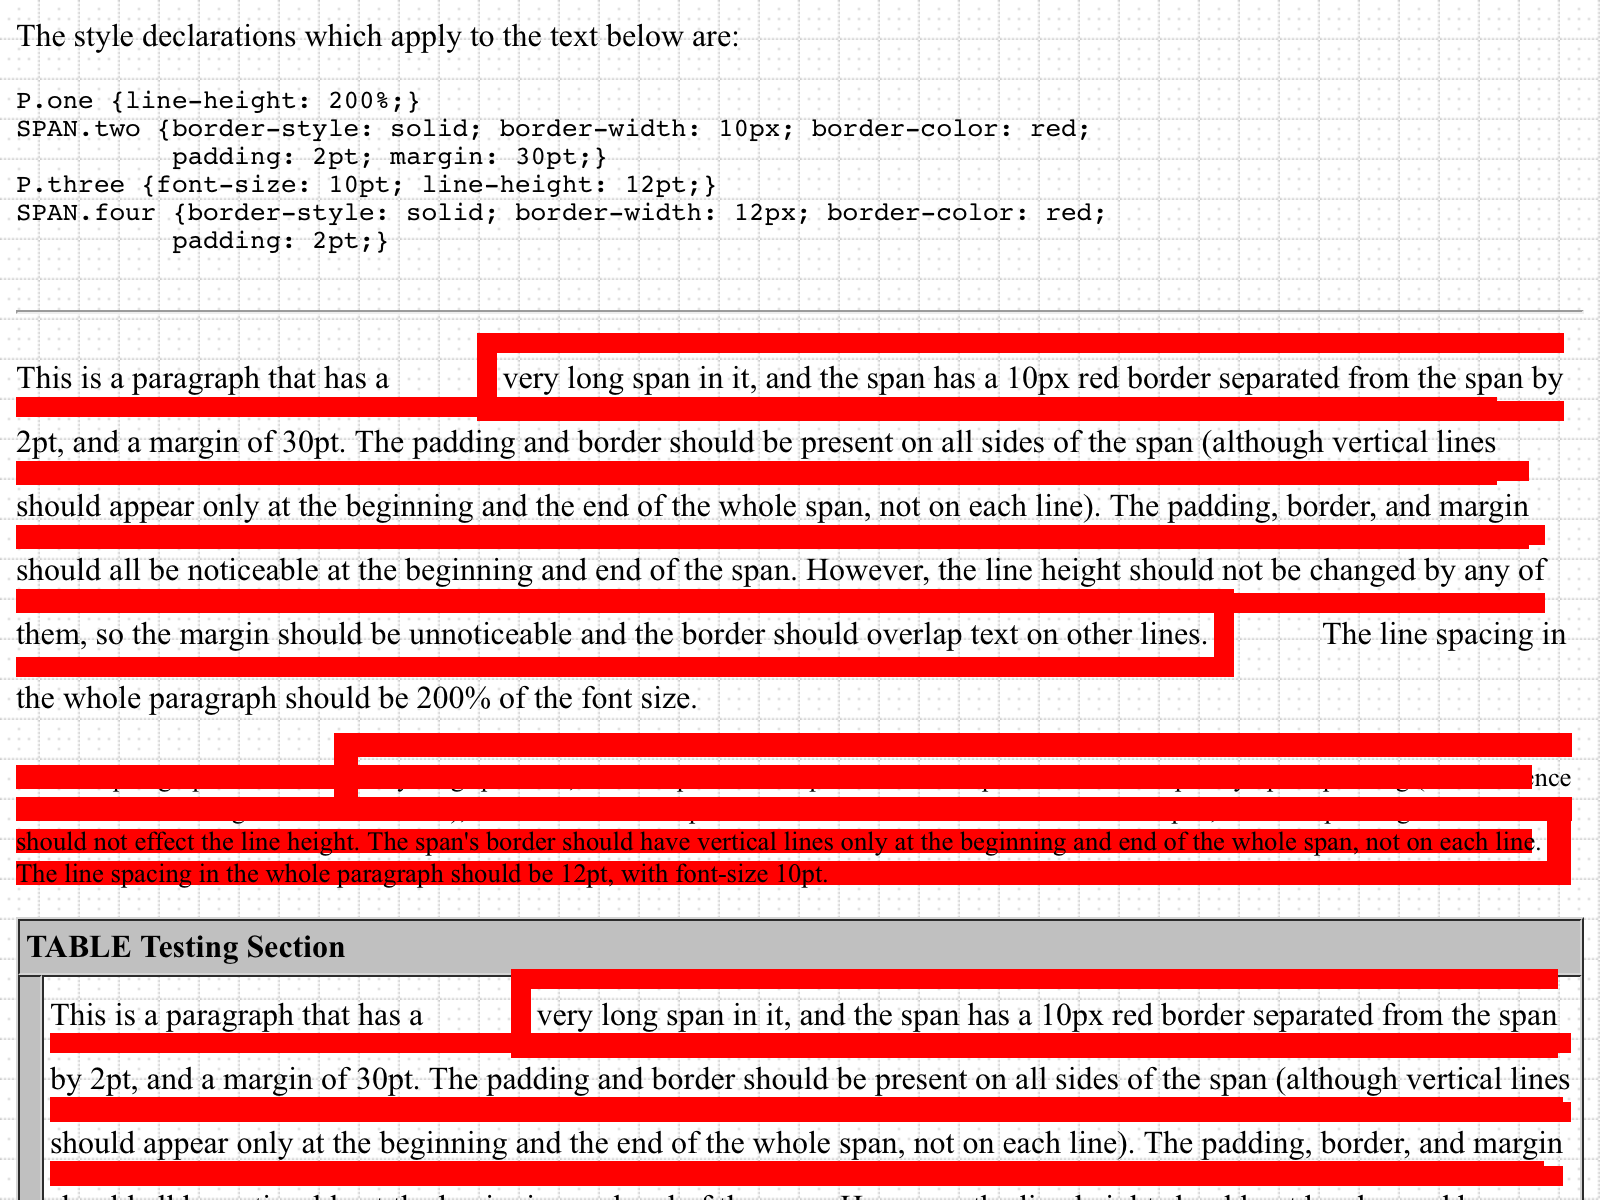 The style declarations which apply to the text below are:
P.one {line-height: 200%;}
SPAN.two {border-style: solid; border-width: 10px; border-color: red;
padding: 2pt; margin: 30pt;}
P.three {font-size: 10pt; line-height: 12pt;}
SPAN.four {border-style: solid; border-width: 12px; border-color: red;
padding: 2pt;}
This is a paragraph that has a very long span in it, and the span has a 10px red border separated from the span by
2pt, and a margin of 30pt. The padding and border should be present on all sides of the span (although vertical lines
should appear only at the beginning and the end of the whole span, not on each line). The padding, border, and margin
should all be noticeable at the beginning and end of the span. However, the line height should not be changed by any of
them, so the margin should be unnoticeable and the border should overlap text on other lines. The line spacing in
the whole paragraph should be 200% of the font size.
should not effect the line height. The span's border should have vertical lines only at the beginning and end of the whole span, not on each line.
The line spacing in the whole paragraph should be 12pt, with font-size 10pt.
TABLE Testing Section
This is a paragraph that has a very long span in it, and the span has a 10px red border separated from the span
by 2pt, and a margin of 30pt. The padding and border should be present on all sides of the span (although vertical lines
should appear only at the beginning and the end of the whole span, not on each line). The padding, border, and margin